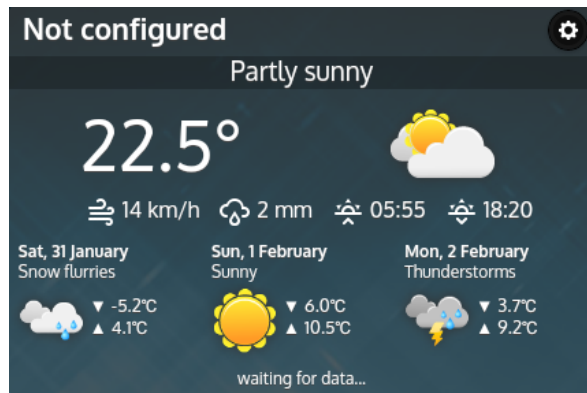 Not configured
Partly sunny
22.5°
14 km/h 2 mm 05:55 18:20
Sat, 31 January Sun, 1 February Mon, 2 February
Snow flurries Sunny Thunderstorms
▼ -5.2℃ ▼ 6.0℃ ▼ 3.7℃
▲ 4.1℃ ▲ 10.5℃ ▲ 9.2℃
waiting for data...